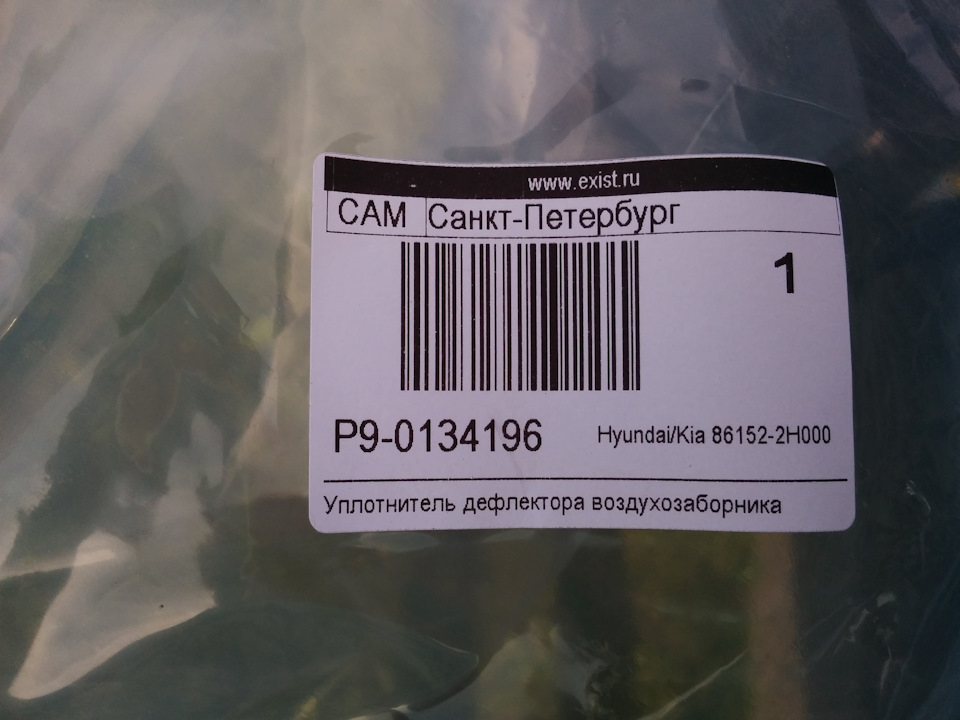 www.exist.ru
САМ Санкт-Петербург
1
P9-0134196 Hyundai/Kia 86152-2H000
Уплотнитель дефлектора воздухозаборника